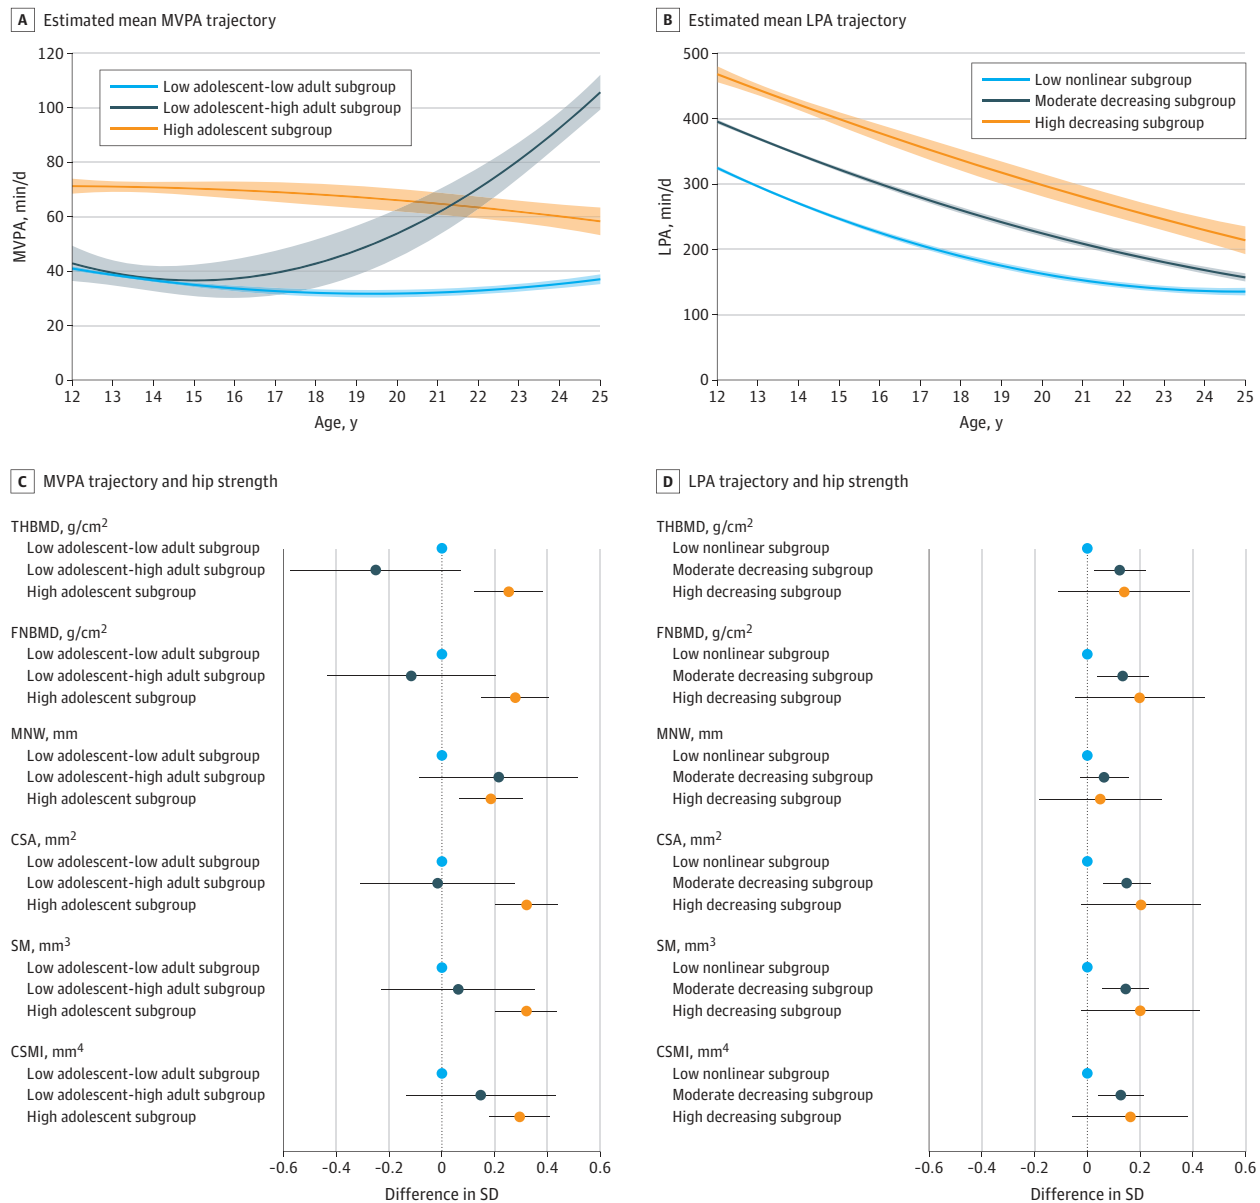 A Estimated mean MVPA trajectory
120
100
80
60
40
20
0
MVPA, min/d
Low adolescent-low adult subgroup
Low adolescent-high adult subgroup
High adolescent subgroup
12 13 14 15 16 17 18 19 20 21 22 23 24 25
Age, y
B Estimated mean LPA trajectory
500
400
300
200
100
0
LPA, min/d
Low nonlinear subgroup
Moderate decreasing subgroup
High decreasing subgroup
12 13 14 15 16 17 18 19 20 21 22 23 24 25
Age, y
C MVPA trajectory and hip strength
THBMD, g/cm²
Low adolescent-low adult subgroup
Low adolescent-high adult subgroup
High adolescent subgroup
FNBMD, g/cm²
Low adolescent-low adult subgroup
Low adolescent-high adult subgroup
High adolescent subgroup
MNW, mm
Low adolescent-low adult subgroup
Low adolescent-high adult subgroup
High adolescent subgroup
CSA, mm²
Low adolescent-low adult subgroup
Low adolescent-high adult subgroup
High adolescent subgroup
SM, mm³
Low adolescent-low adult subgroup
Low adolescent-high adult subgroup
High adolescent subgroup
CSMI, mm⁴
Low adolescent-low adult subgroup
Low adolescent-high adult subgroup
High adolescent subgroup
-0.6 -0.4 -0.2 0 0.2 0.4 0.6
Difference in SD
D LPA trajectory and hip strength
THBMD, g/cm²
Low nonlinear subgroup
Moderate decreasing subgroup
High decreasing subgroup
FNBMD, g/cm²
Low nonlinear subgroup
Moderate decreasing subgroup
High decreasing subgroup
MNW, mm
Low nonlinear subgroup
Moderate decreasing subgroup
High decreasing subgroup
CSA, mm²
Low nonlinear subgroup
Moderate decreasing subgroup
High decreasing subgroup
SM, mm³
Low nonlinear subgroup
Moderate decreasing subgroup
High decreasing subgroup
CSMI, mm⁴
Low nonlinear subgroup
Moderate decreasing subgroup
High decreasing subgroup
-0.6 -0.4 -0.2 0 0.2 0.4 0.6
Difference in SD